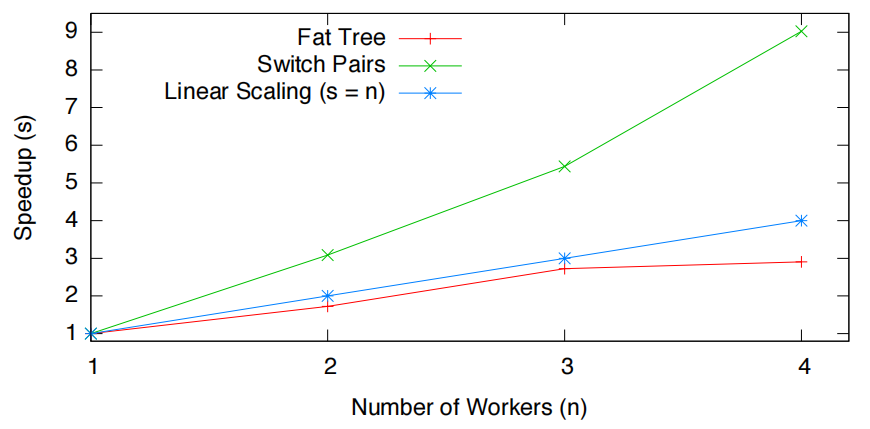 9
8
7
6
5
4
3
2
1
Speedup (s)
Fat Tree
Switch Pairs
Linear Scaling (s = n)
1 2 3 4
Number of Workers (n)